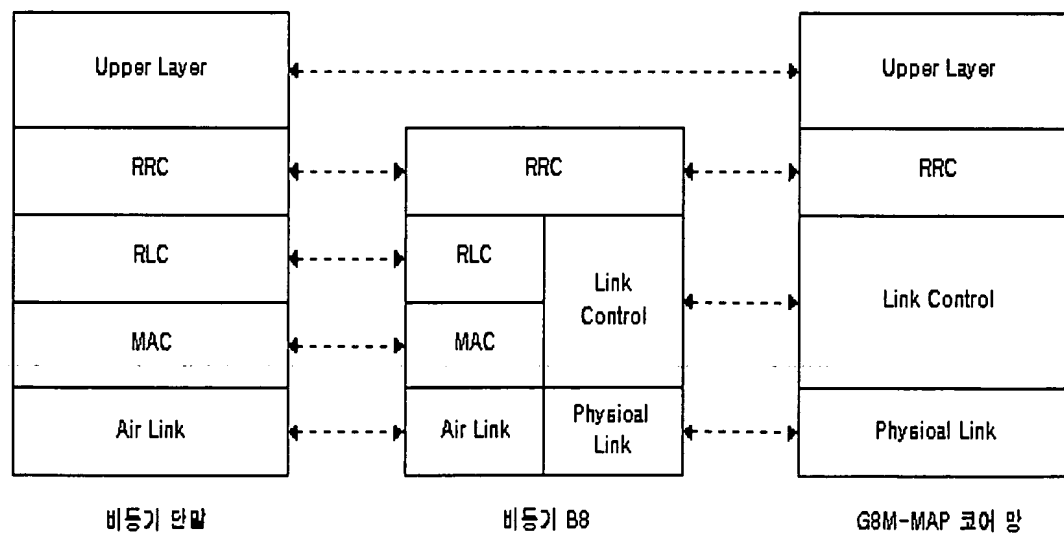 Upper Layer
Upper Layer
RRC
RRC
RRC
RLC
RLC
Link
Control
Link Control
MAC
MAC
Air Link
Air Link
Physical
Link
Physical Link
비동기 단말
비동기 BS
GSM-MAP 코어 망